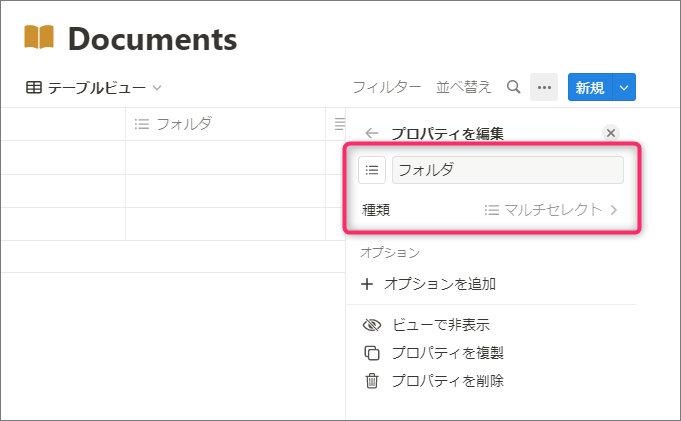 Documents
テーブルビュー
フィルター 並べ替え 新規
フォルダ
プロパティを編集
フォルダ
種類 マルチセレクト
オプション
オプションを追加
ビューで非表示
プロパティを複製
プロパティを削除